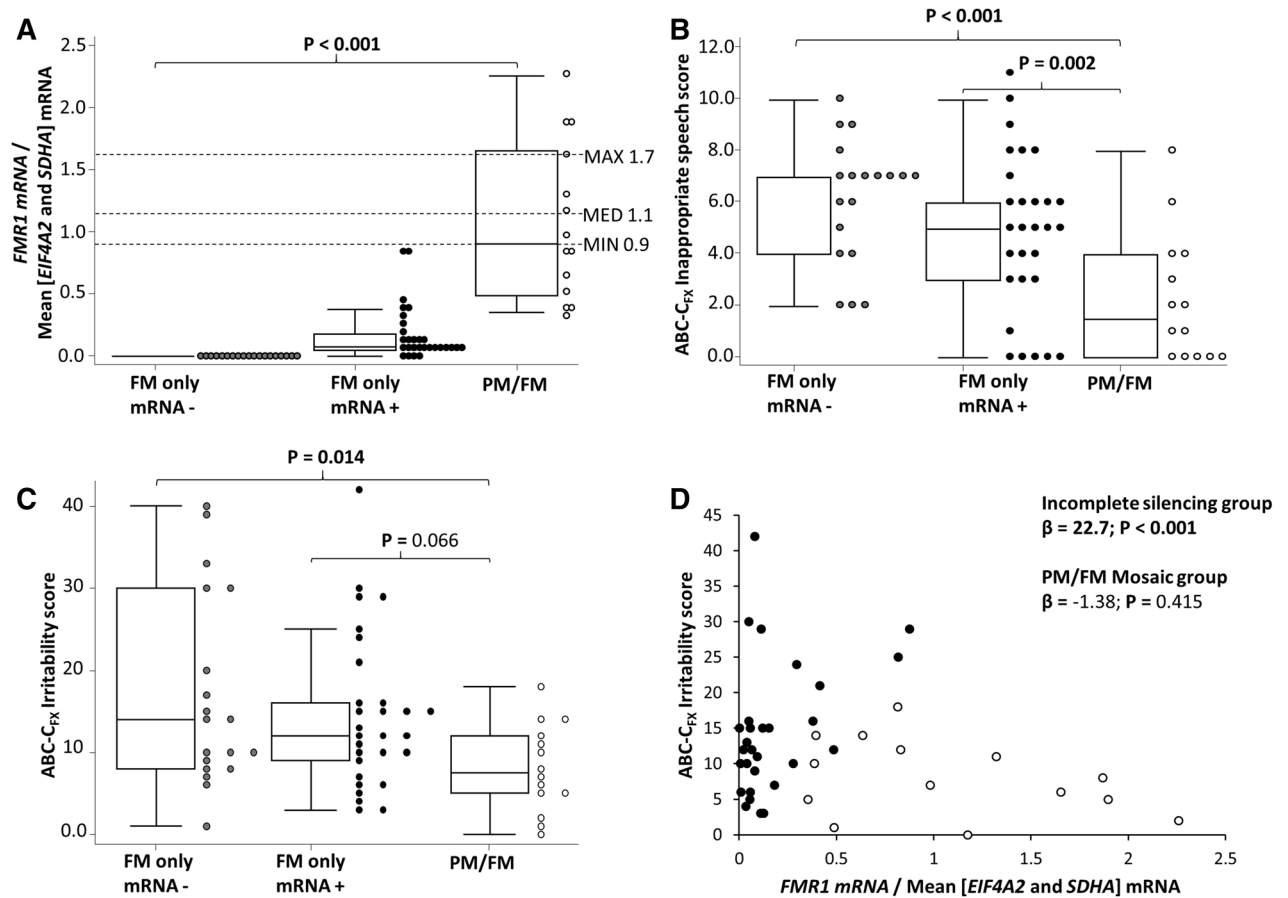 A
P < 0.001
FMR1 mRNA /
Mean [EIF4A2 and SDHA] mRNA
2.5
2.0
1.5
1.0
0.5
0.0
MAX 1.7
MED 1.1
MIN 0.9
FM only
mRNA -
FM only
mRNA +
PM/FM
B
P < 0.001
P = 0.002
ABC-CFX Inappropriate speech score
12.0
10.0
8.0
6.0
4.0
2.0
0.0
FM only
mRNA -
FM only
mRNA +
PM/FM
C
P = 0.014
P = 0.066
ABC-CFX Irritability score
40
30
20
10
0.0
FM only
mRNA -
FM only
mRNA +
PM/FM
D
Incomplete silencing group
β = 22.7; P < 0.001
PM/FM Mosaic group
β = -1.38; P = 0.415
ABC-CFX Irritability score
45
40
35
30
25
20
15
10
5
0
0 0.5 1 1.5 2 2.5
FMR1 mRNA / Mean [EIF4A2 and SDHA] mRNA